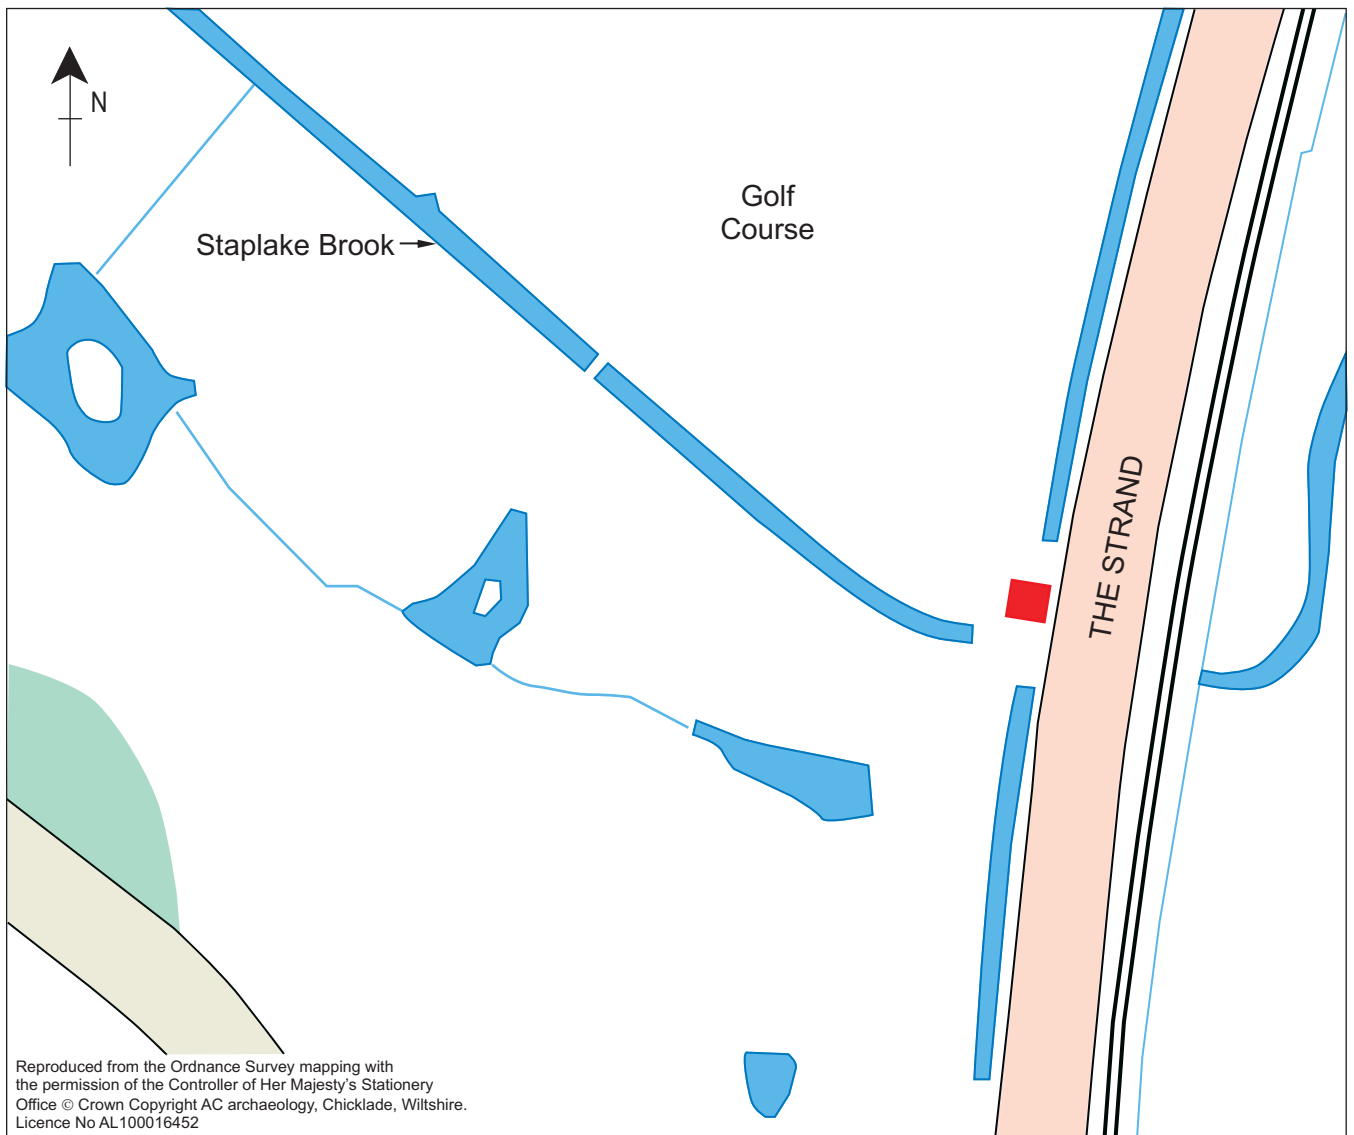 N
Golf
Course
Staplake Brook
THE STRAND
Reproduced from the Ordnance Survey mapping with
the permission of the Controller of Her Majesty's Stationery
Office © Crown Copyright AC archaeology, Chicklade, Wiltshire.
Licence No AL100016452